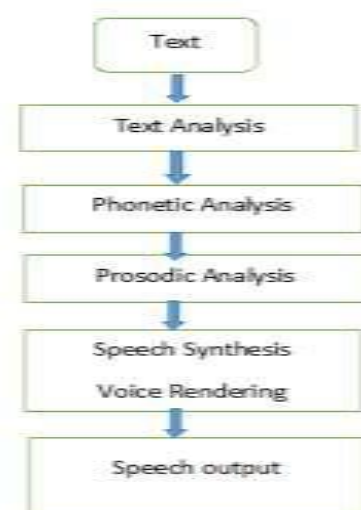 Text
Text Analysis
Phonetic Analysis
Prosodic Analysis
Speech Synthesis
Voice Rendering
Speech output